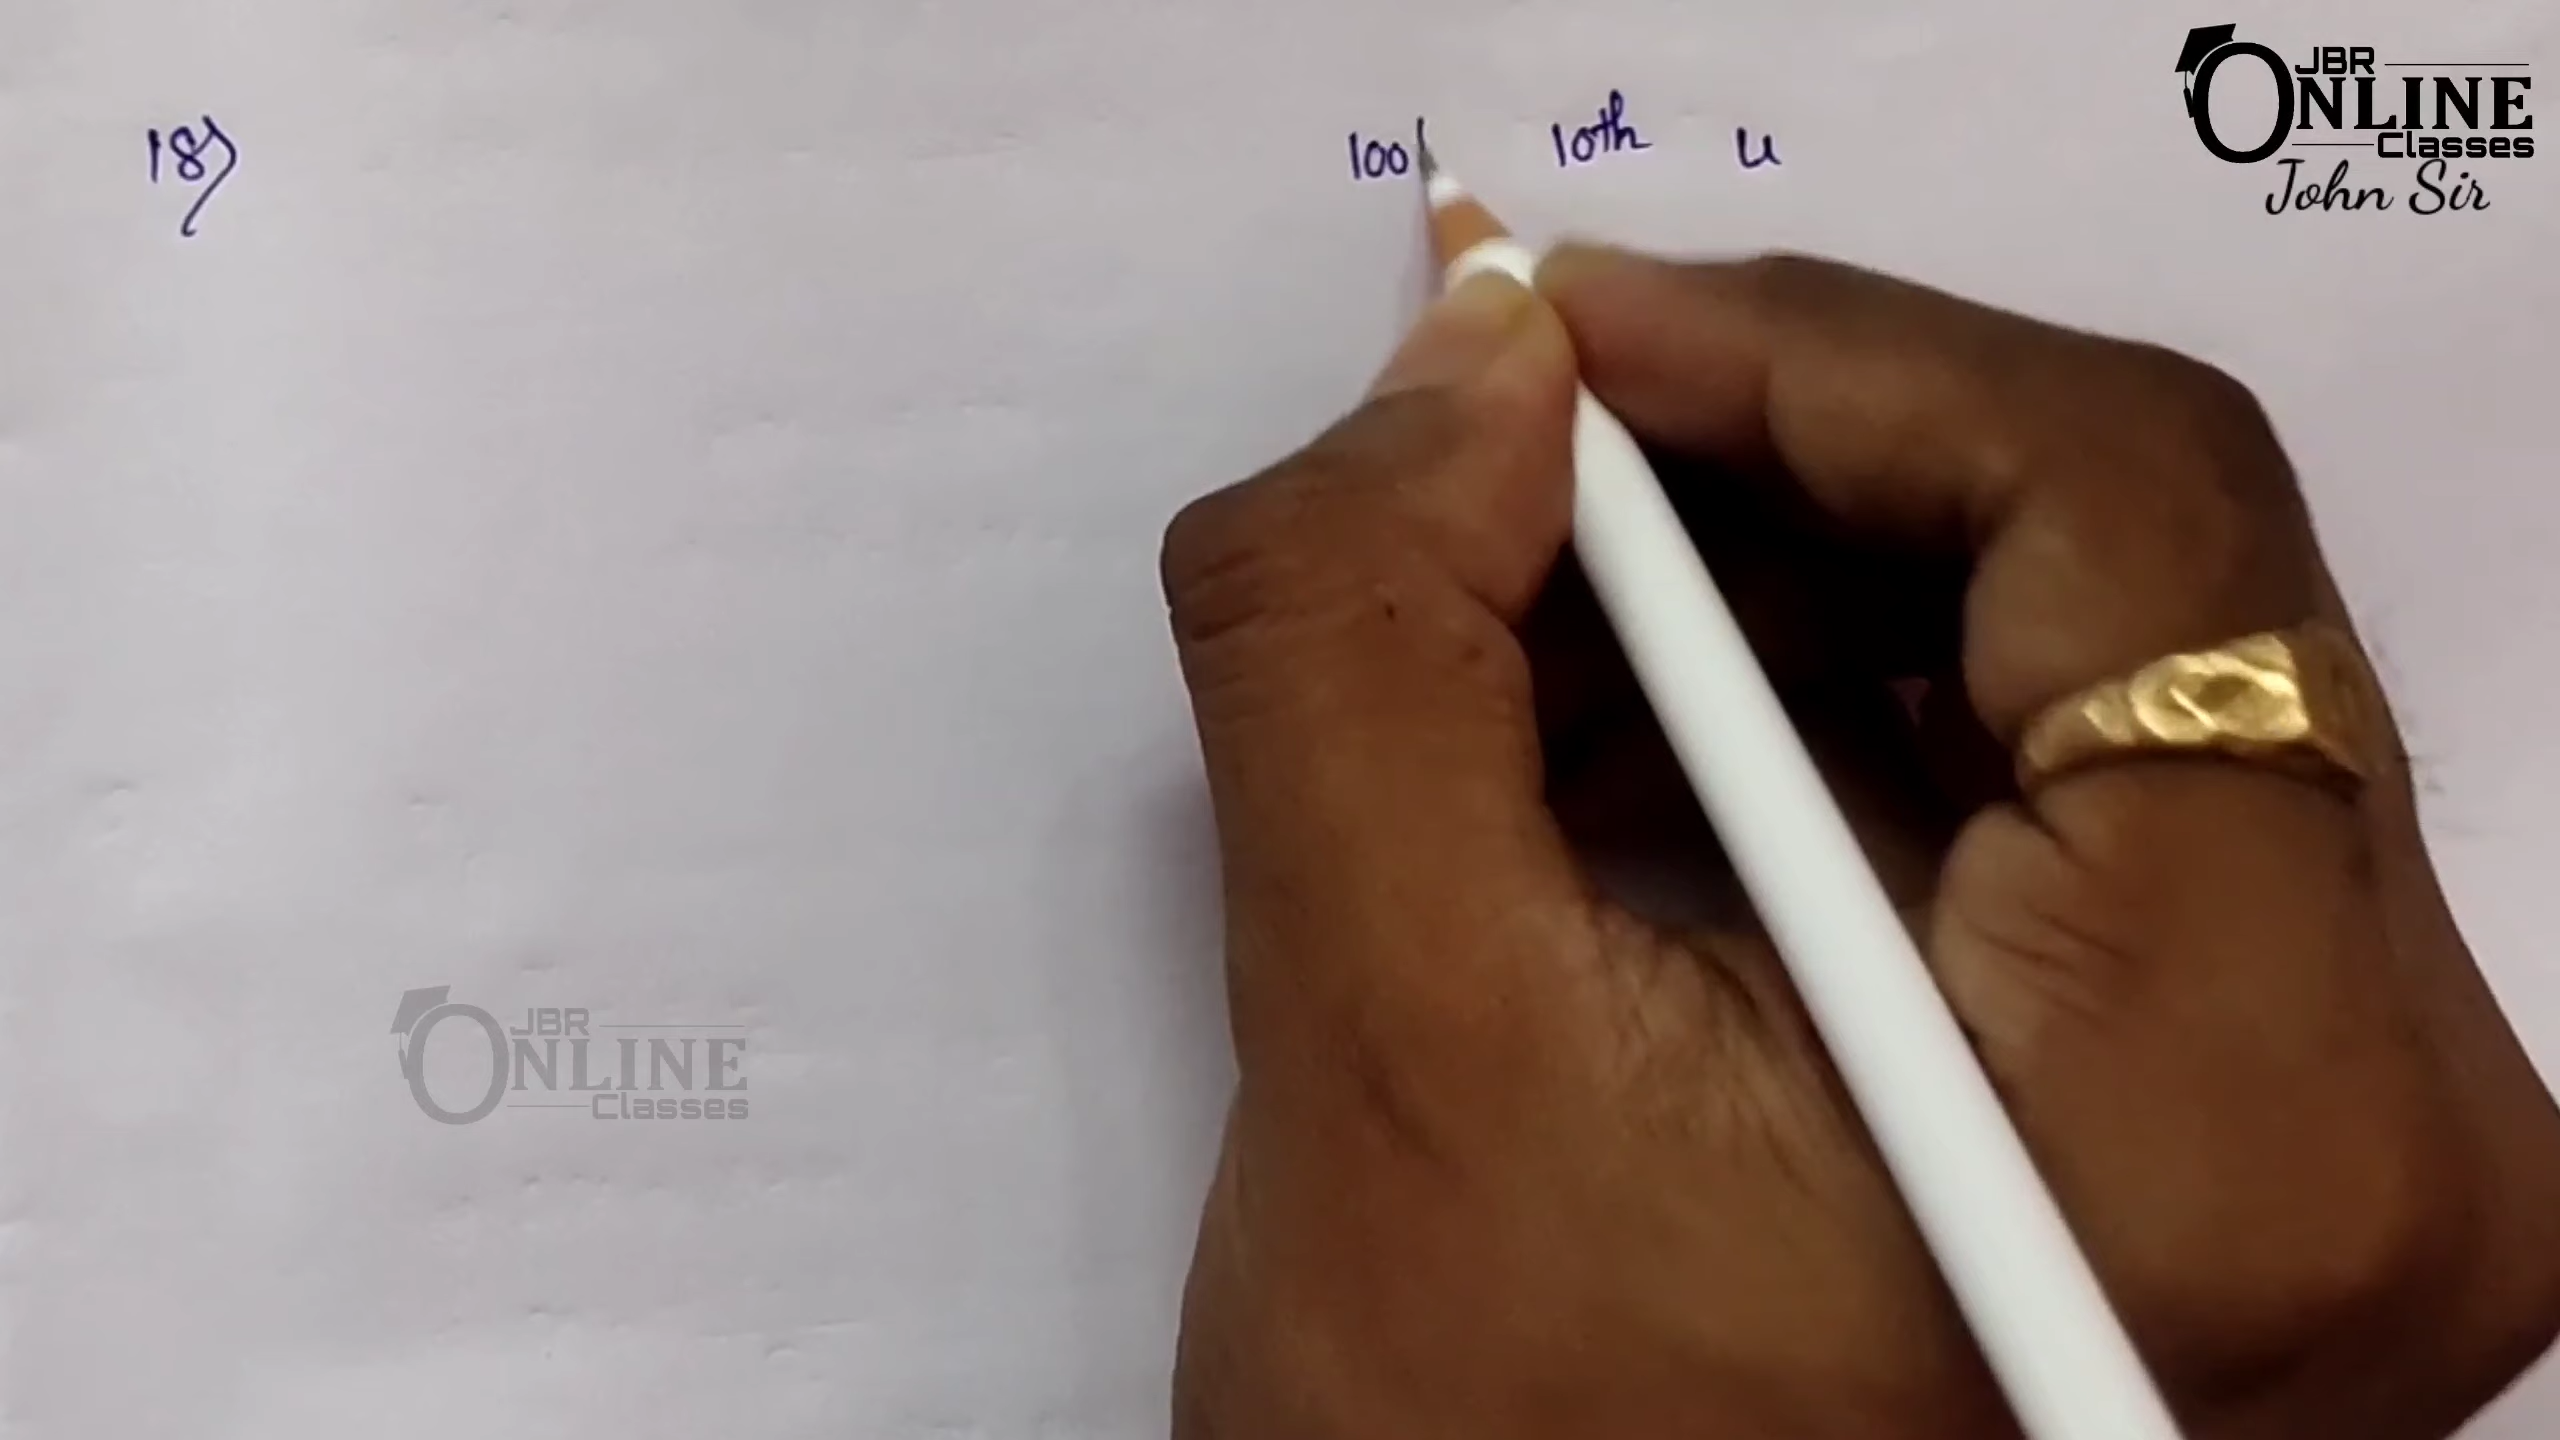 18)
100 10th u
JBR
ONLINE
Classes
John Sir
JBR
ONLINE
Classes